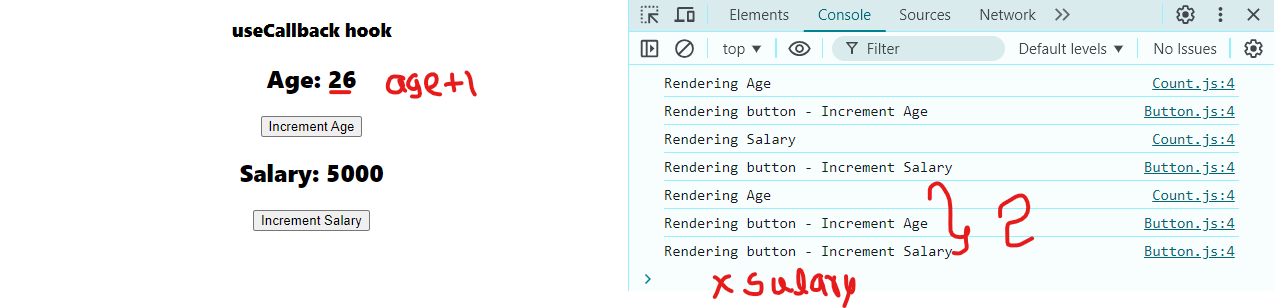 useCallback hook
Age: 26 age+1
Increment Age
Salary: 5000
Increment Salary
Elements Console Sources Network
top Filter Default levels No Issues
Rendering Age Count.js:4
Rendering button - Increment Age Button.js:4
Rendering Salary Count.js:4
Rendering button - Increment Salary Button.js:4
Rendering Age Count.js:4
Rendering button - Increment Age Button.js:4
2
Rendering button - Increment Salary Button.js:4
x salary